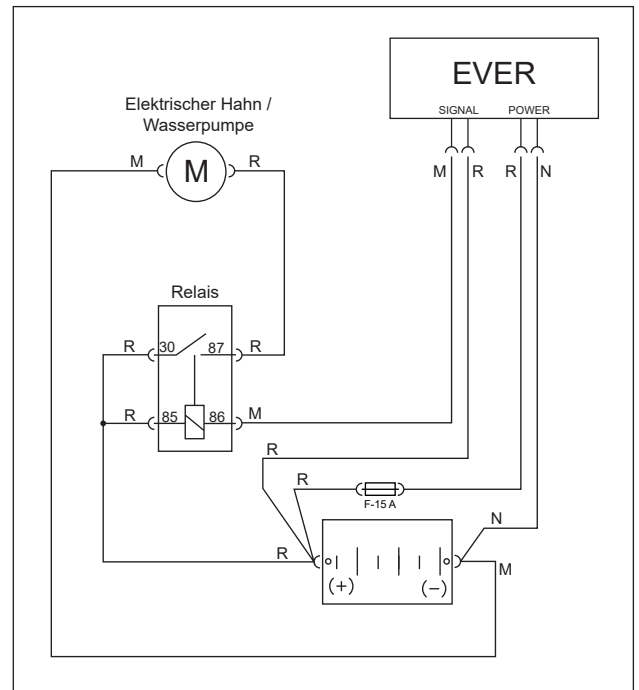 EVER
SIGNAL POWER
Elektrischer Hahn /
Wasserpumpe
M M R
M R R N
Relais
R 30 87 R
R 85 86 M
R
R
F-15 A
N
R
M
(+) (-)